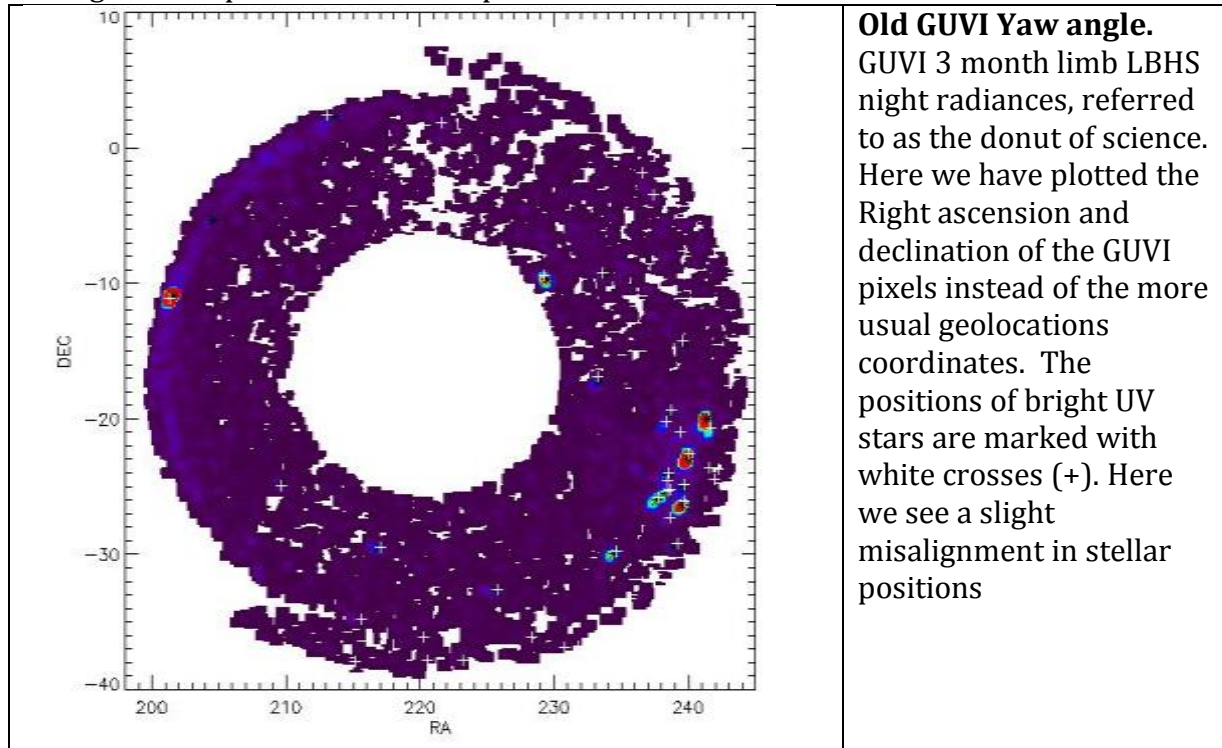 10
0
−10
−20
−30
−40
DEC
200
210
220
230
240
RA
Old GUVI Yaw angle.
GUVI 3 month limb LBHS
night radiances, referred
to as the donut of science.
Here we have plotted the
Right ascension and
declination of the GUVI
pixels instead of the more
usual geolocations
coordinates. The
positions of bright UV
stars are marked with
white crosses (+). Here
we see a slight
misalignment in stellar
positions